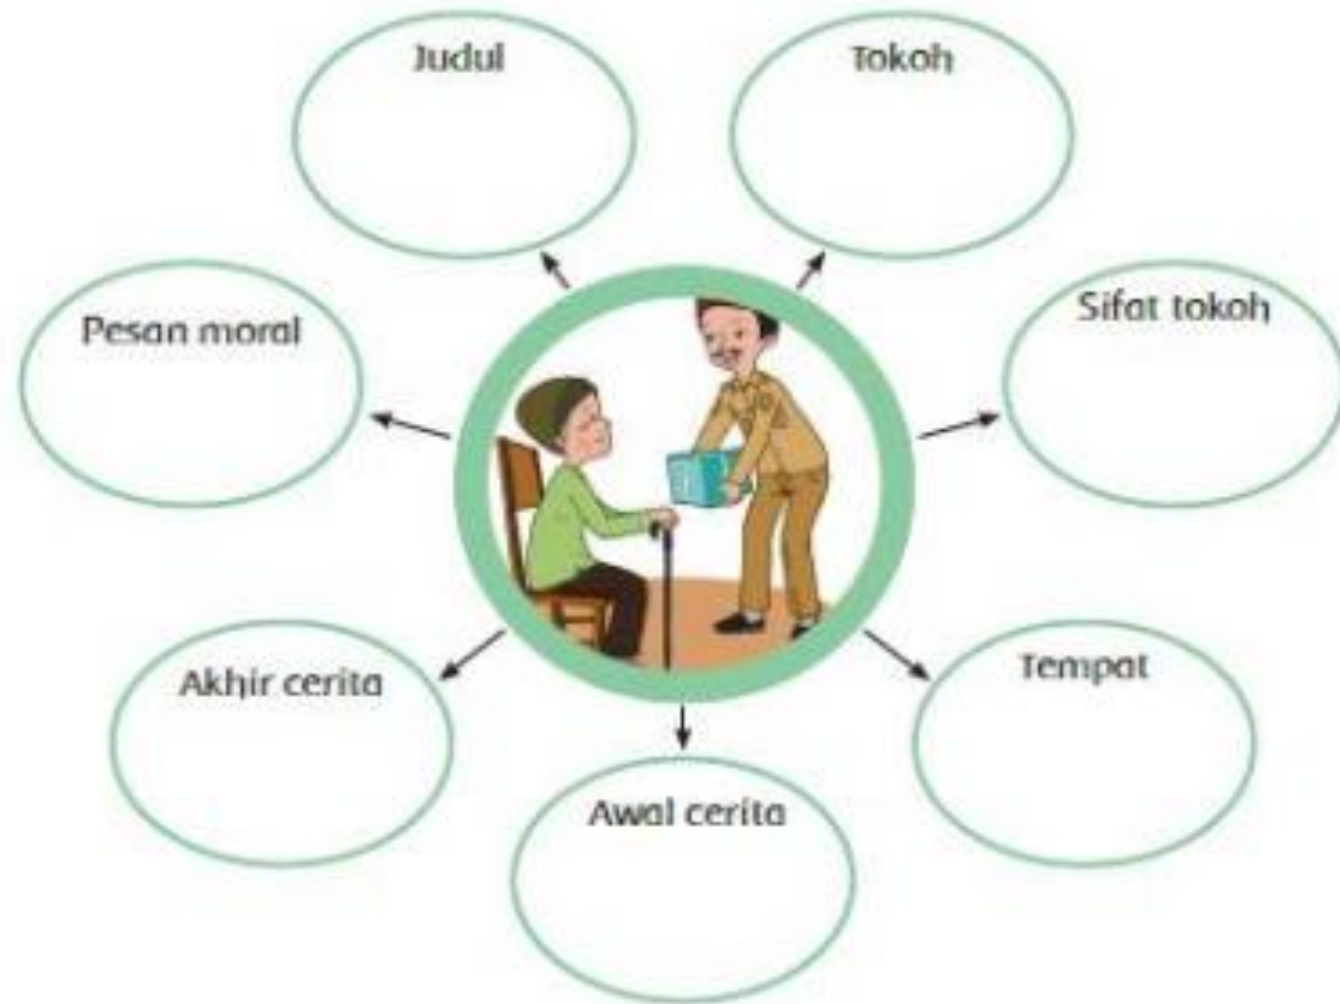 Judul
Tokoh
Pesan moral
Sifat tokoh
Akhir cerita
Tempat
Awal cerita